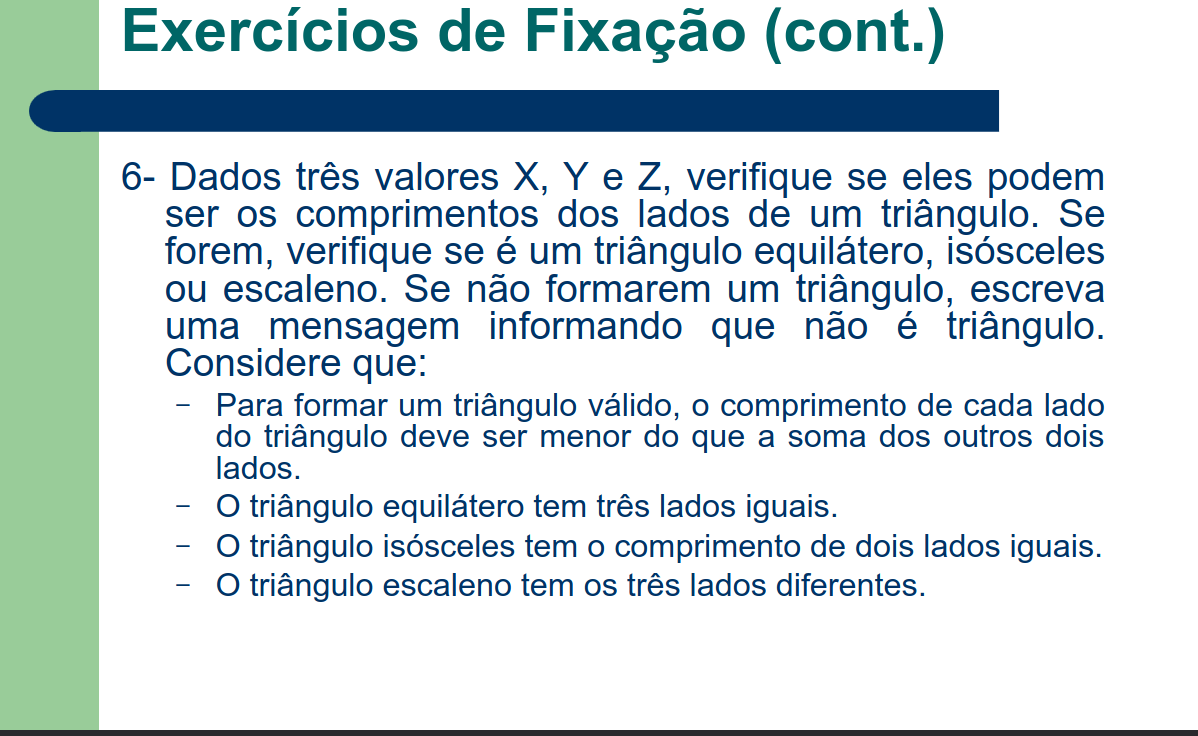 Exercícios de Fixação (cont.)
6- Dados três valores X, Y e Z, verifique se eles podem
ser os comprimentos dos lados de um triângulo. Se
forem, verifique se é um triângulo equilátero, isósceles
ou escaleno. Se não formarem um triângulo, escreva
uma mensagem informando que não é triângulo.
Considere que:
– Para formar um triângulo válido, o comprimento de cada lado
do triângulo deve ser menor do que a soma dos outros dois
lados.
– O triângulo equilátero tem três lados iguais.
– O triângulo isósceles tem o comprimento de dois lados iguais.
– O triângulo escaleno tem os três lados diferentes.